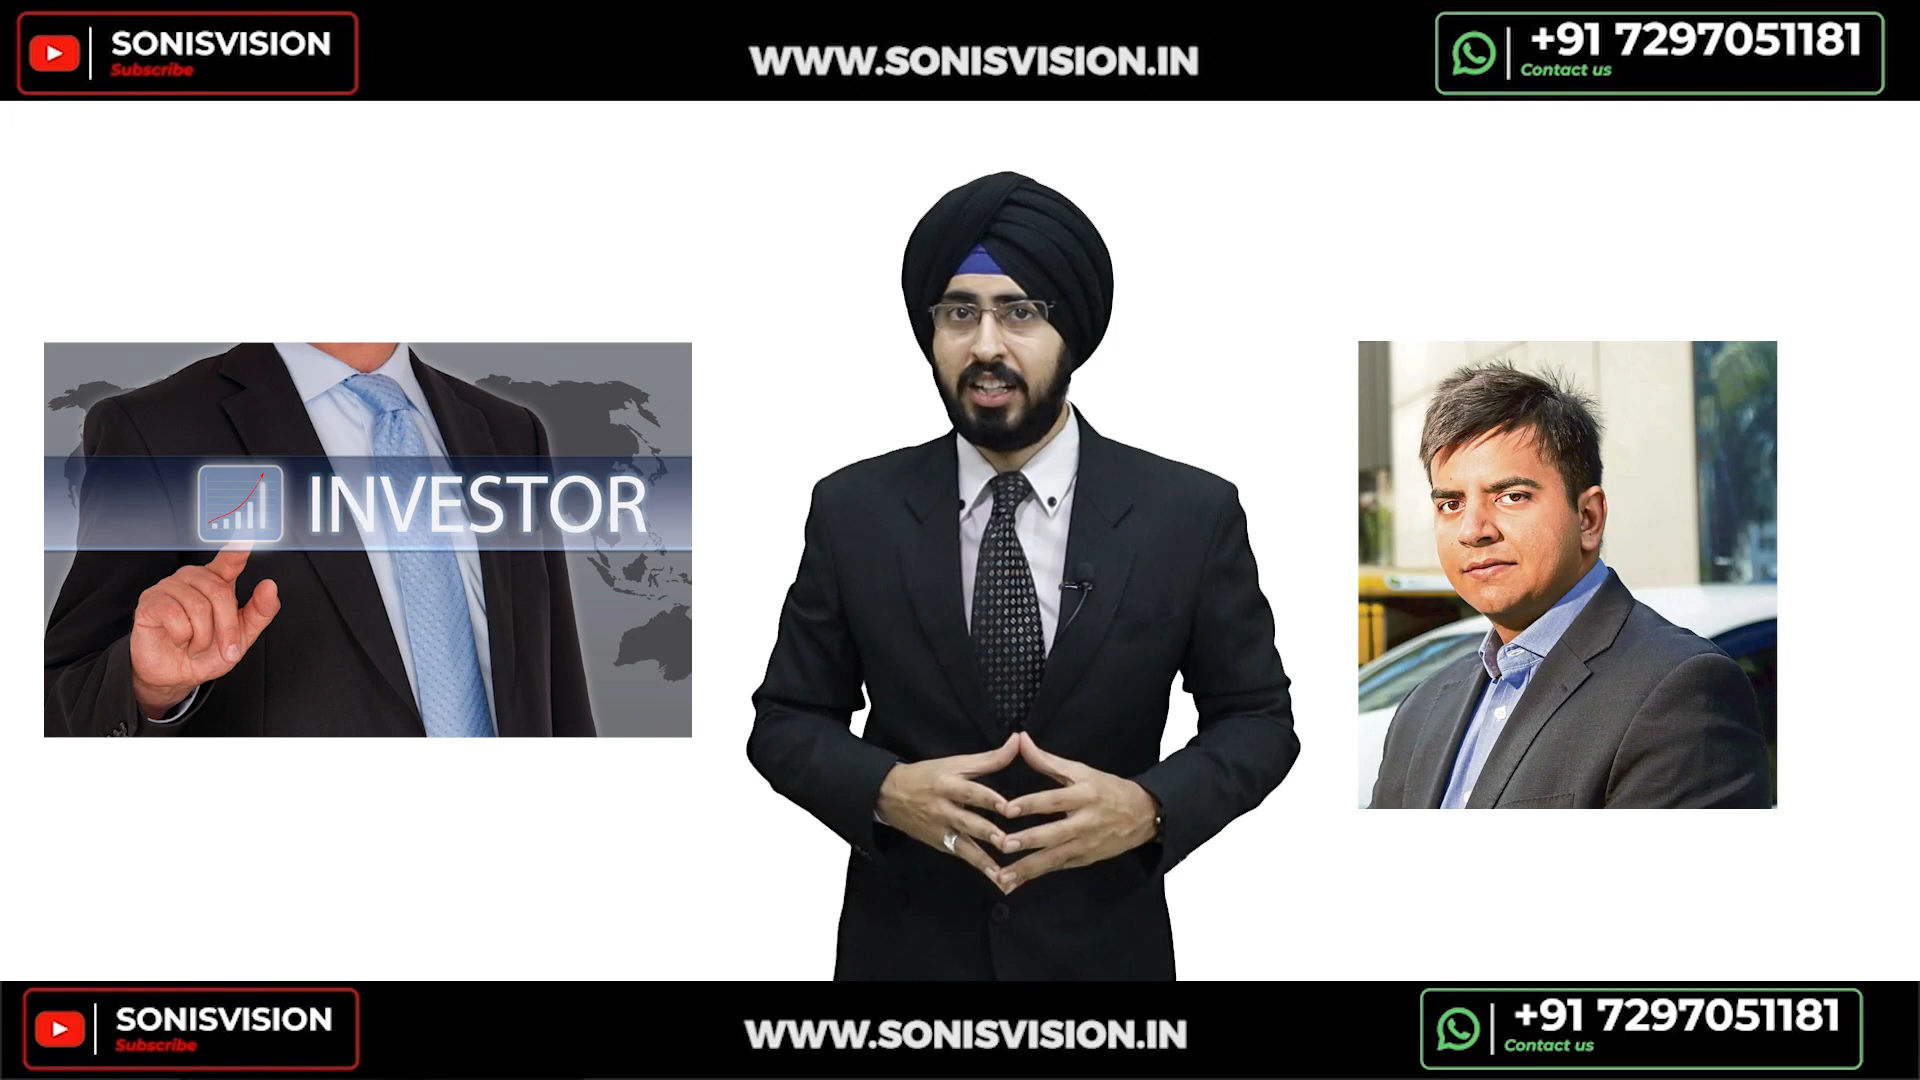 SONISVISION
Subscribe
WWW.SONISVISION.IN
+91 7297051181
Contact us
INVESTOR
SONISVISION
Subscribe
WWW.SONISVISION.IN
+91 7297051181
Contact us